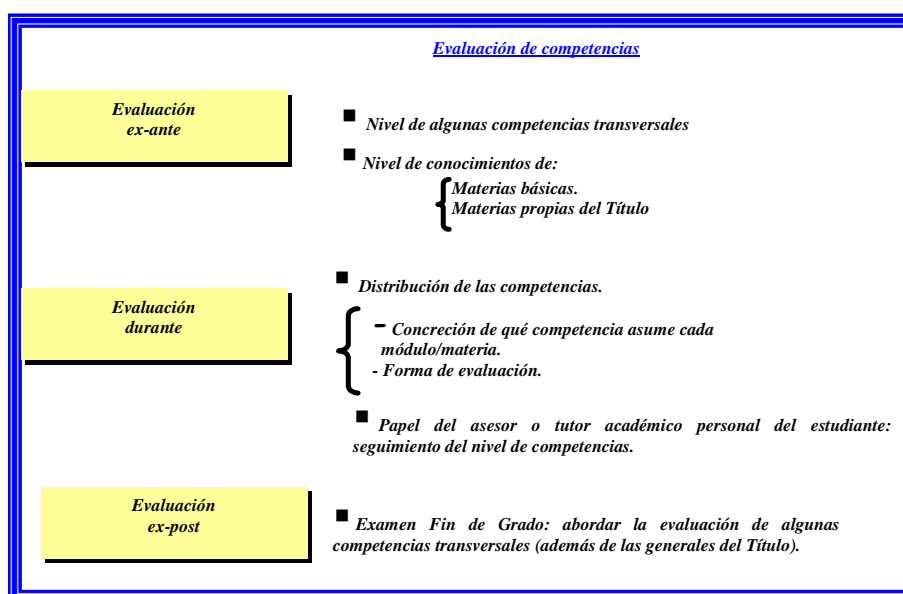 Evaluación de competencias
Evaluación
ex-ante
▪ Nivel de algunas competencias transversales
▪ Nivel de conocimientos de:
Materias básicas.
Materias propias del Título
Evaluación
durante
▪ Distribución de las competencias.
- Concreción de qué competencia asume cada
módulo/materia.
- Forma de evaluación.
▪ Papel del asesor o tutor académico personal del estudiante:
seguimiento del nivel de competencias.
Evaluación
ex-post
▪ Examen Fin de Grado: abordar la evaluación de algunas
competencias transversales (además de las generales del Título).